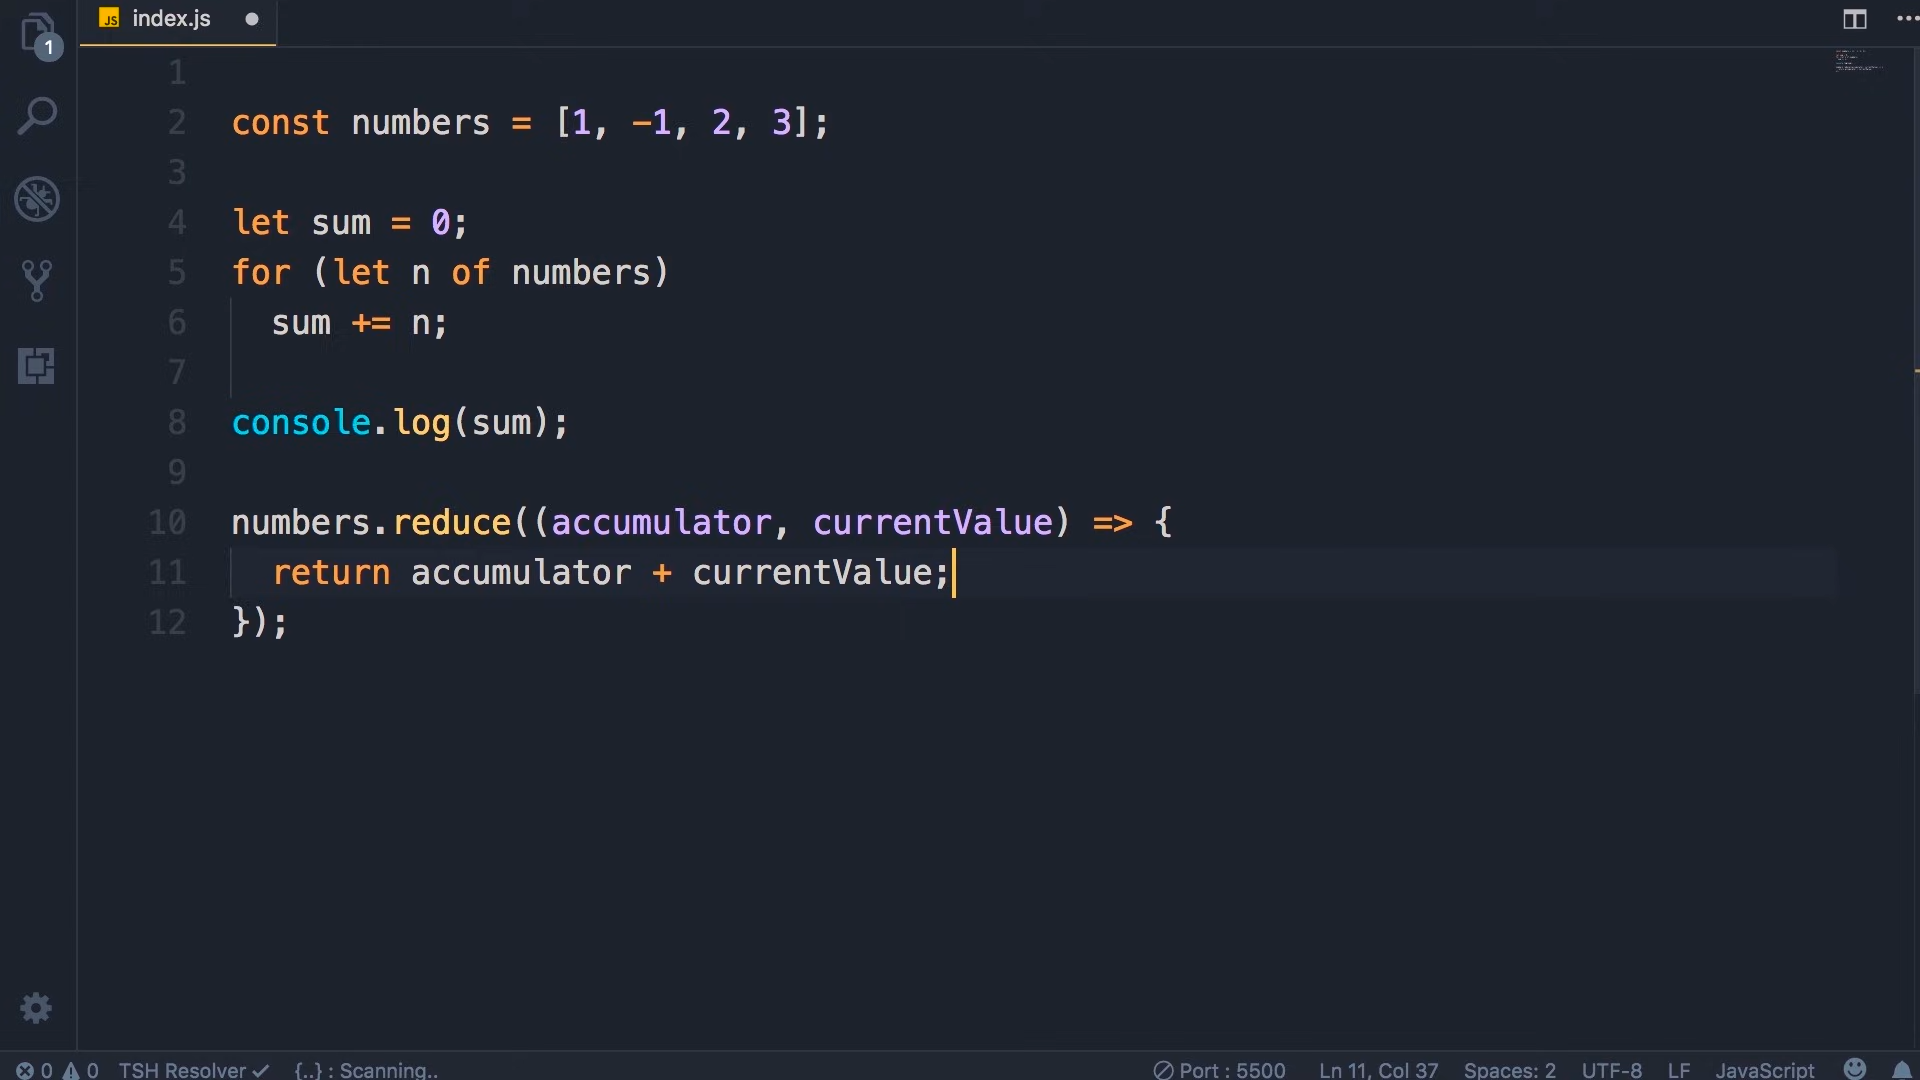 JS index.js
1
1
2 const numbers = [1, -1, 2, 3];
3
4 let sum = 0;
5 for (let n of numbers)
6 sum += n;
7
8 console.log(sum);
9
10 numbers.reduce((accumulator, currentValue) => {
11 return accumulator + currentValue;
12 });
0 0 TSH Resolver ✓ {..} : Scanning.. Port : 5500 Ln 11, Col 37 Spaces: 2 UTF-8 LF JavaScript